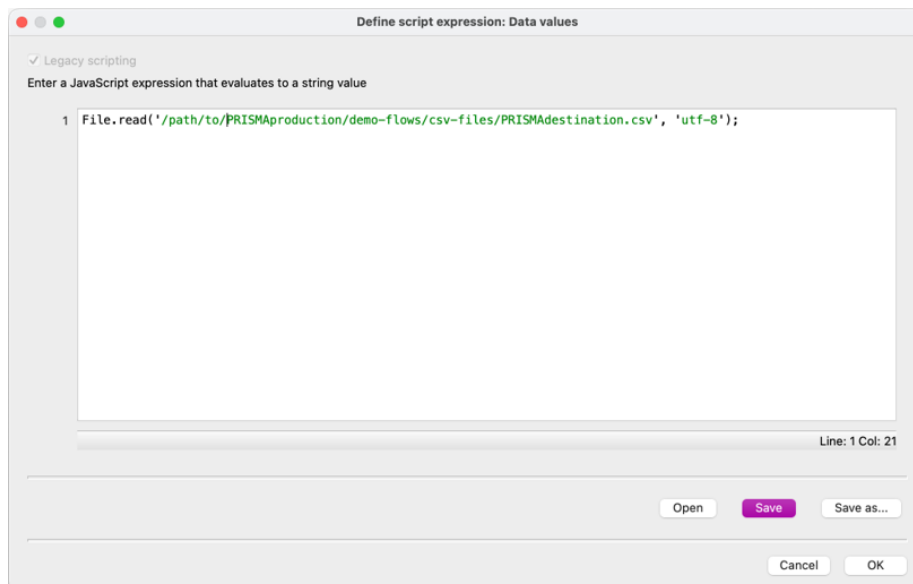 Define script expression: Data values
Legacy scripting
Enter a JavaScript expression that evaluates to a string value
1 File.read('/path/to/PRISMAproduction/demo-flows/csv-files/PRISMAdestination.csv', 'utf-8');
Line: 1 Col: 21
Open Save Save as...
Cancel OK